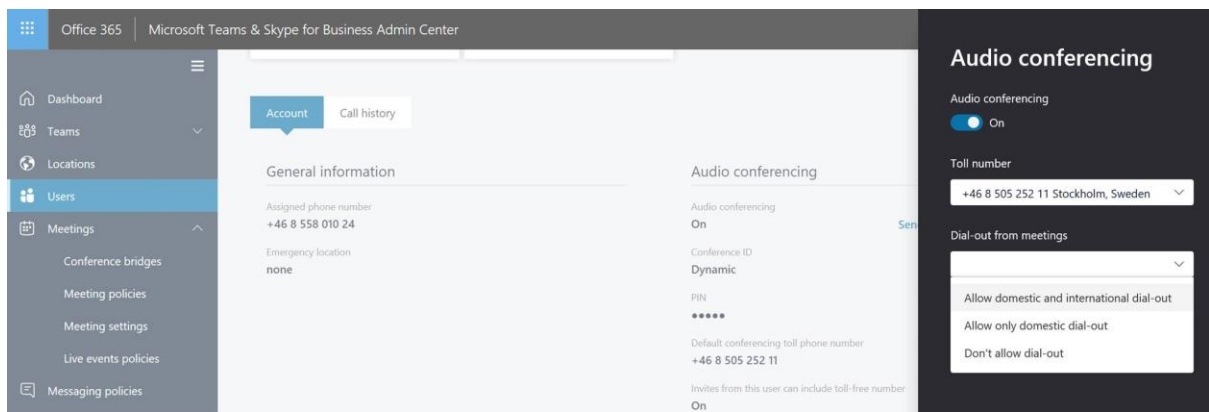 Office 365
Microsoft Teams & Skype for Business Admin Center
Dashboard
Teams
Locations
Users
Meetings
Conference bridges
Meeting policies
Meeting settings
Live events policies
Messaging policies
Account
Call history
General information
Assigned phone number
+46 8 558 010 24
Emergency location
none
Audio conferencing
Audio conferencing
On
Sen
Conference ID
Dynamic
PIN
•••••
Default conferencing toll phone number
+46 8 505 252 11
Invites from this user can include toll-free number
On
Audio conferencing
Audio conferencing
On
Toll number
+46 8 505 252 11 Stockholm, Sweden
Dial-out from meetings
Allow domestic and international dial-out
Allow only domestic dial-out
Don't allow dial-out